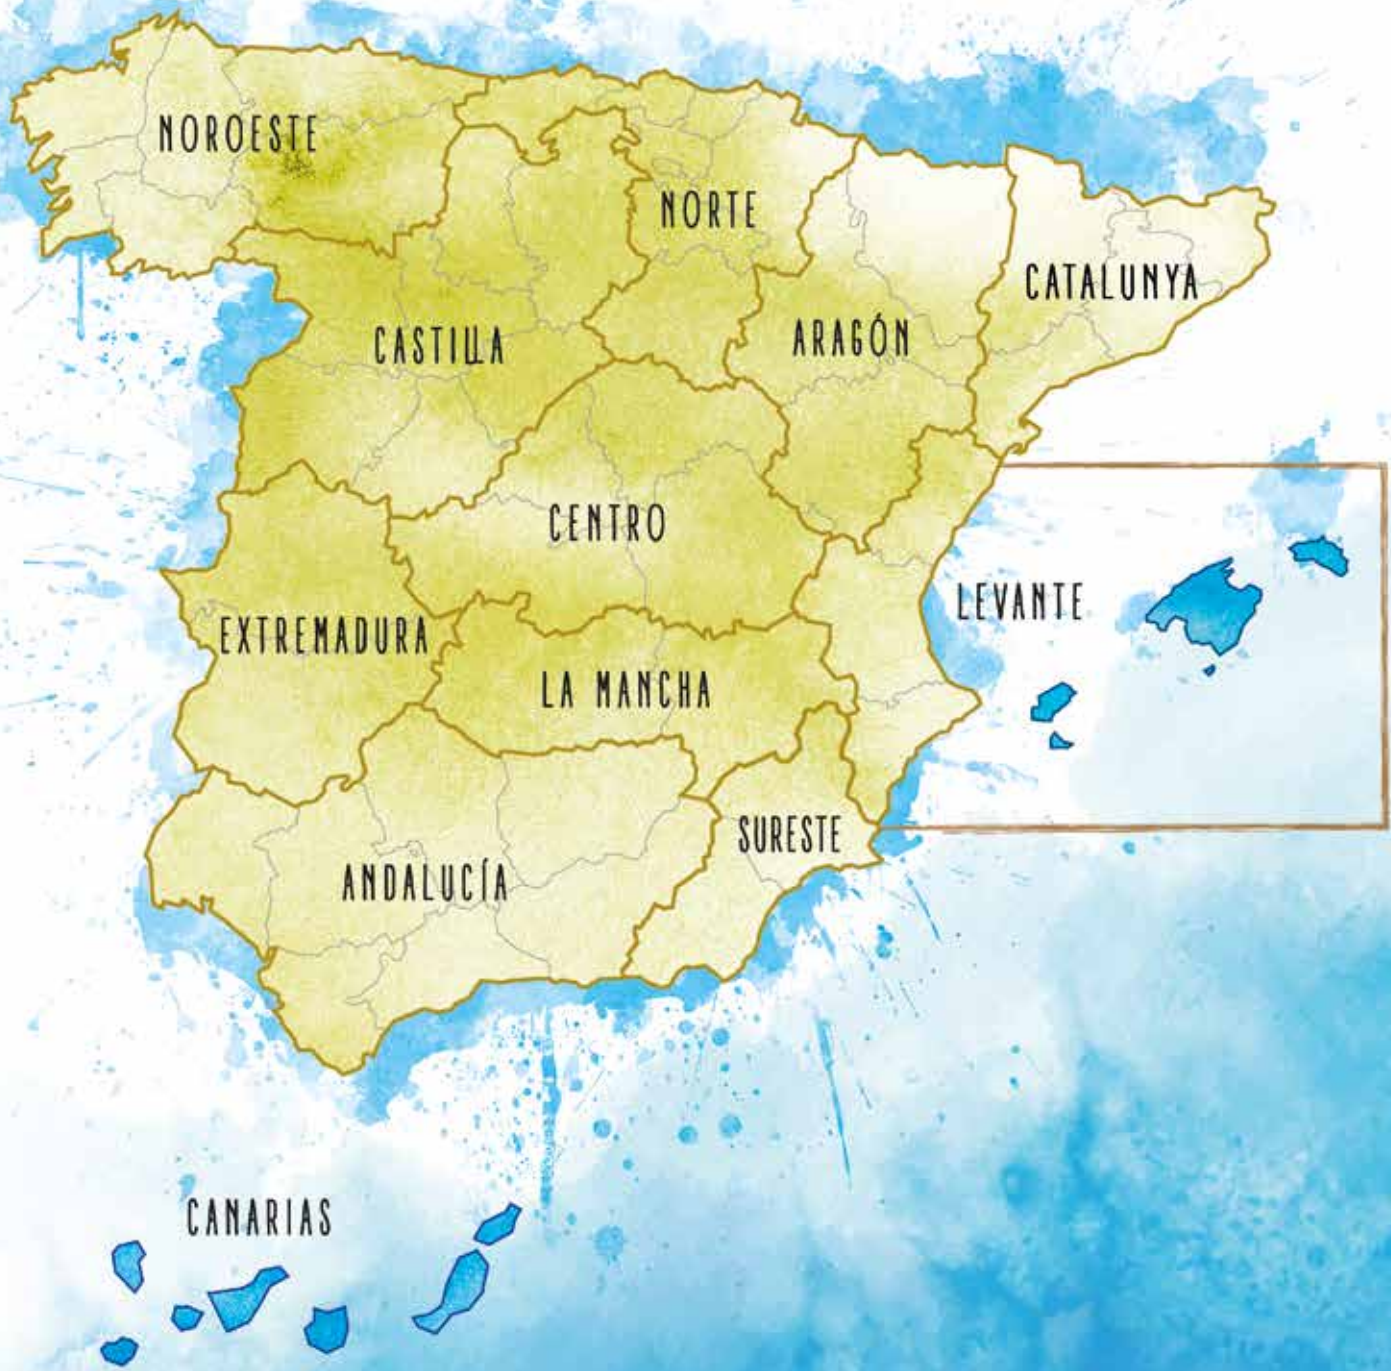 NOROESTE
NORTE
CATALUNYA
CASTILLA
ARAGÓN
CENTRO
LEVANTE
EXTREMADURA
LA MANCHA
SURESTE
ANDALUCÍA
CANARIAS